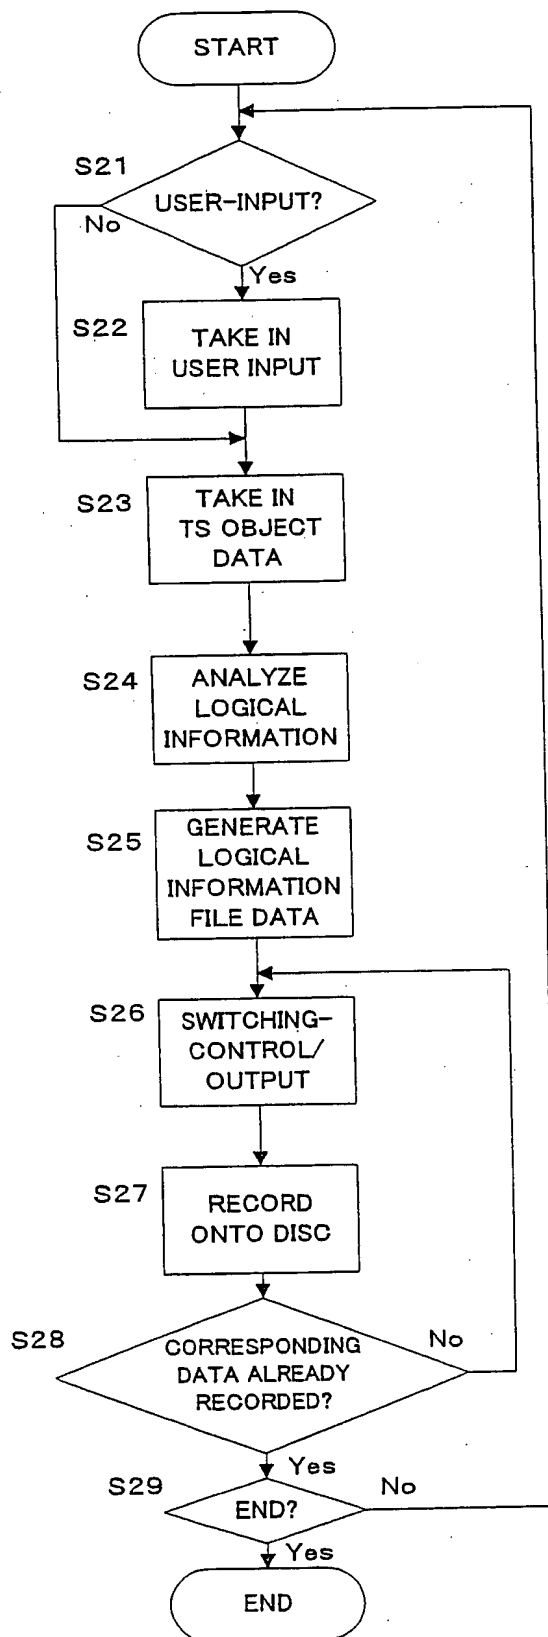 START
S21
USER-INPUT?
No
Yes
S22
TAKE IN
USER INPUT
S23
TAKE IN
TS OBJECT
DATA
S24
ANALYZE
LOGICAL
INFORMATION
S25
GENERATE
LOGICAL
INFORMATION
FILE DATA
S26
SWITCHING-
CONTROL/
OUTPUT
S27
RECORD
ONTO DISC
S28
CORRESPONDING
DATA ALREADY
RECORDED?
No
Yes
S29
END?
No
Yes
END